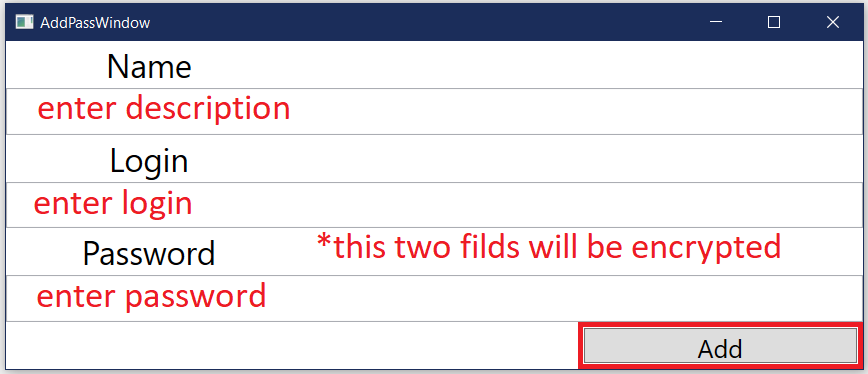 AddPassWindow
Name
enter description
Login
enter login
Password
*this two filds will be encrypted
enter password
Add